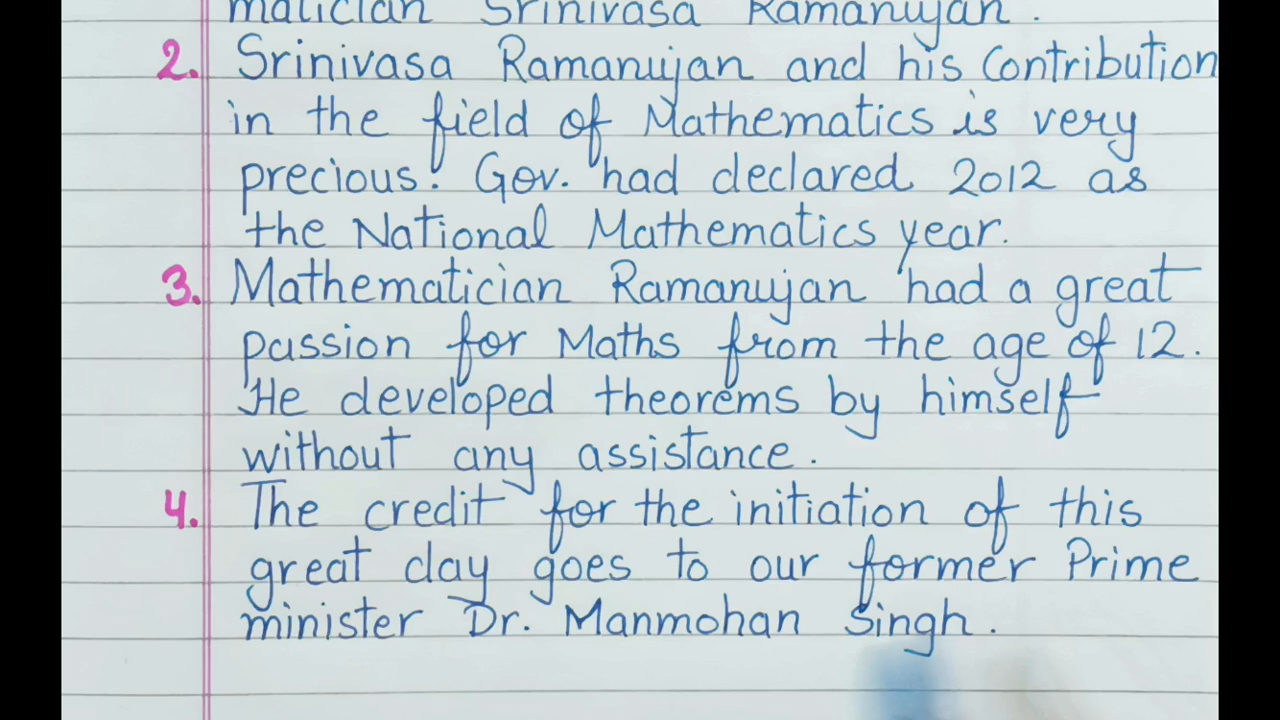 matician Srinivasa Ramanujan.
2. Srinivasa Ramanujan and his Contribution
in the field of Mathematics is very
precious. Gov. had declared 2012 as
the National Mathematics year.
3. Mathematician Ramanujan had a great
passion for Maths from the age of 12.
He developed theorems by himself
without any assistance.
4. The credit for the initiation of this
great day goes to our former Prime
minister Dr. Manmohan Singh.